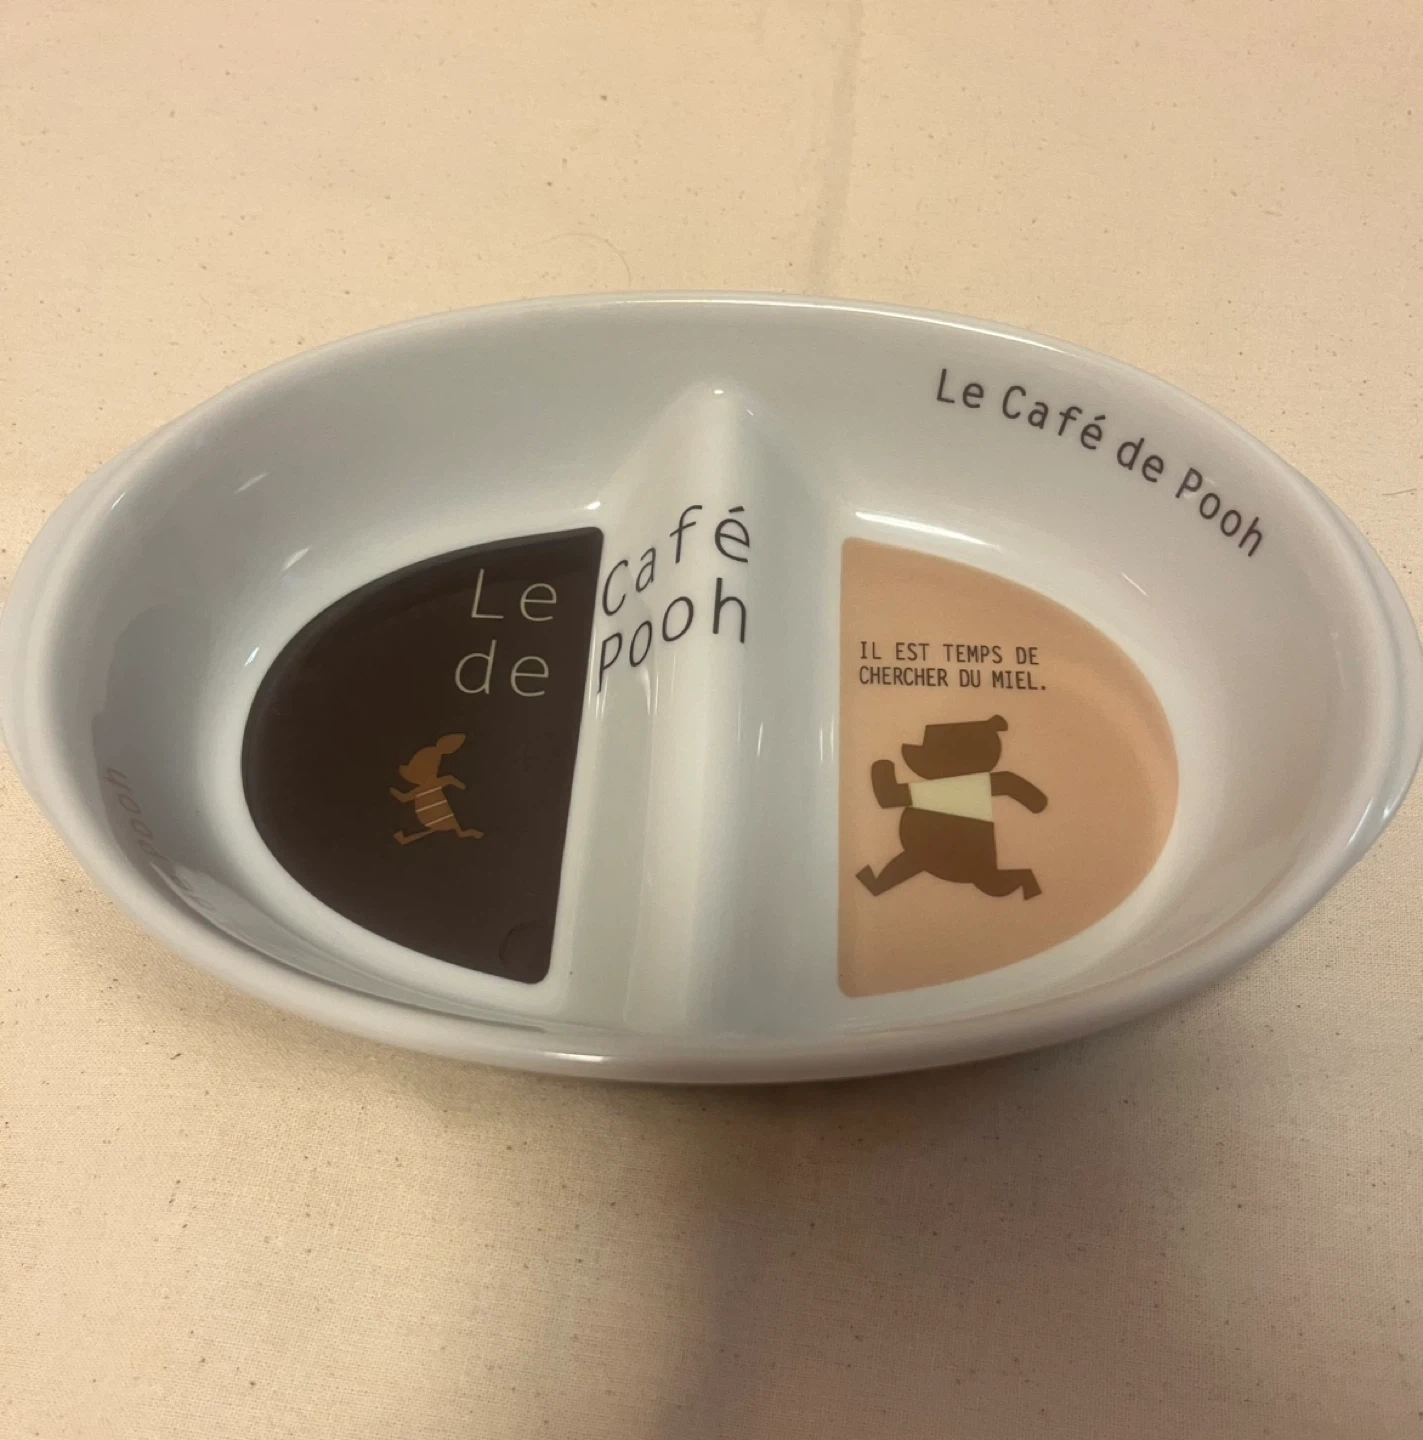 Le Café de Pooh
Le Café
de Pooh
IL EST TEMPS DE
CHERCHER DU MIEL.